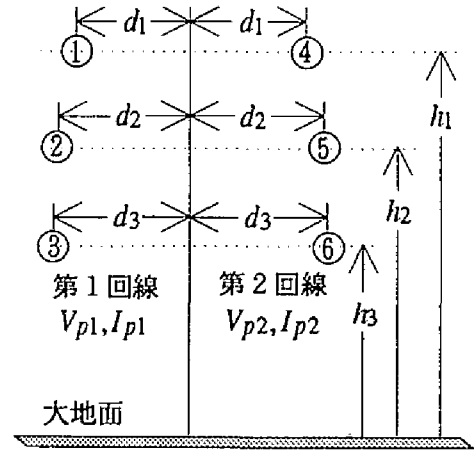 d1 d1
① ④
h1
d2 d2
② ⑤
h2
d3 d3
③ ⑥
第1回線 第2回線
Vp1, Ip1 Vp2, Ip2
h3
大地面